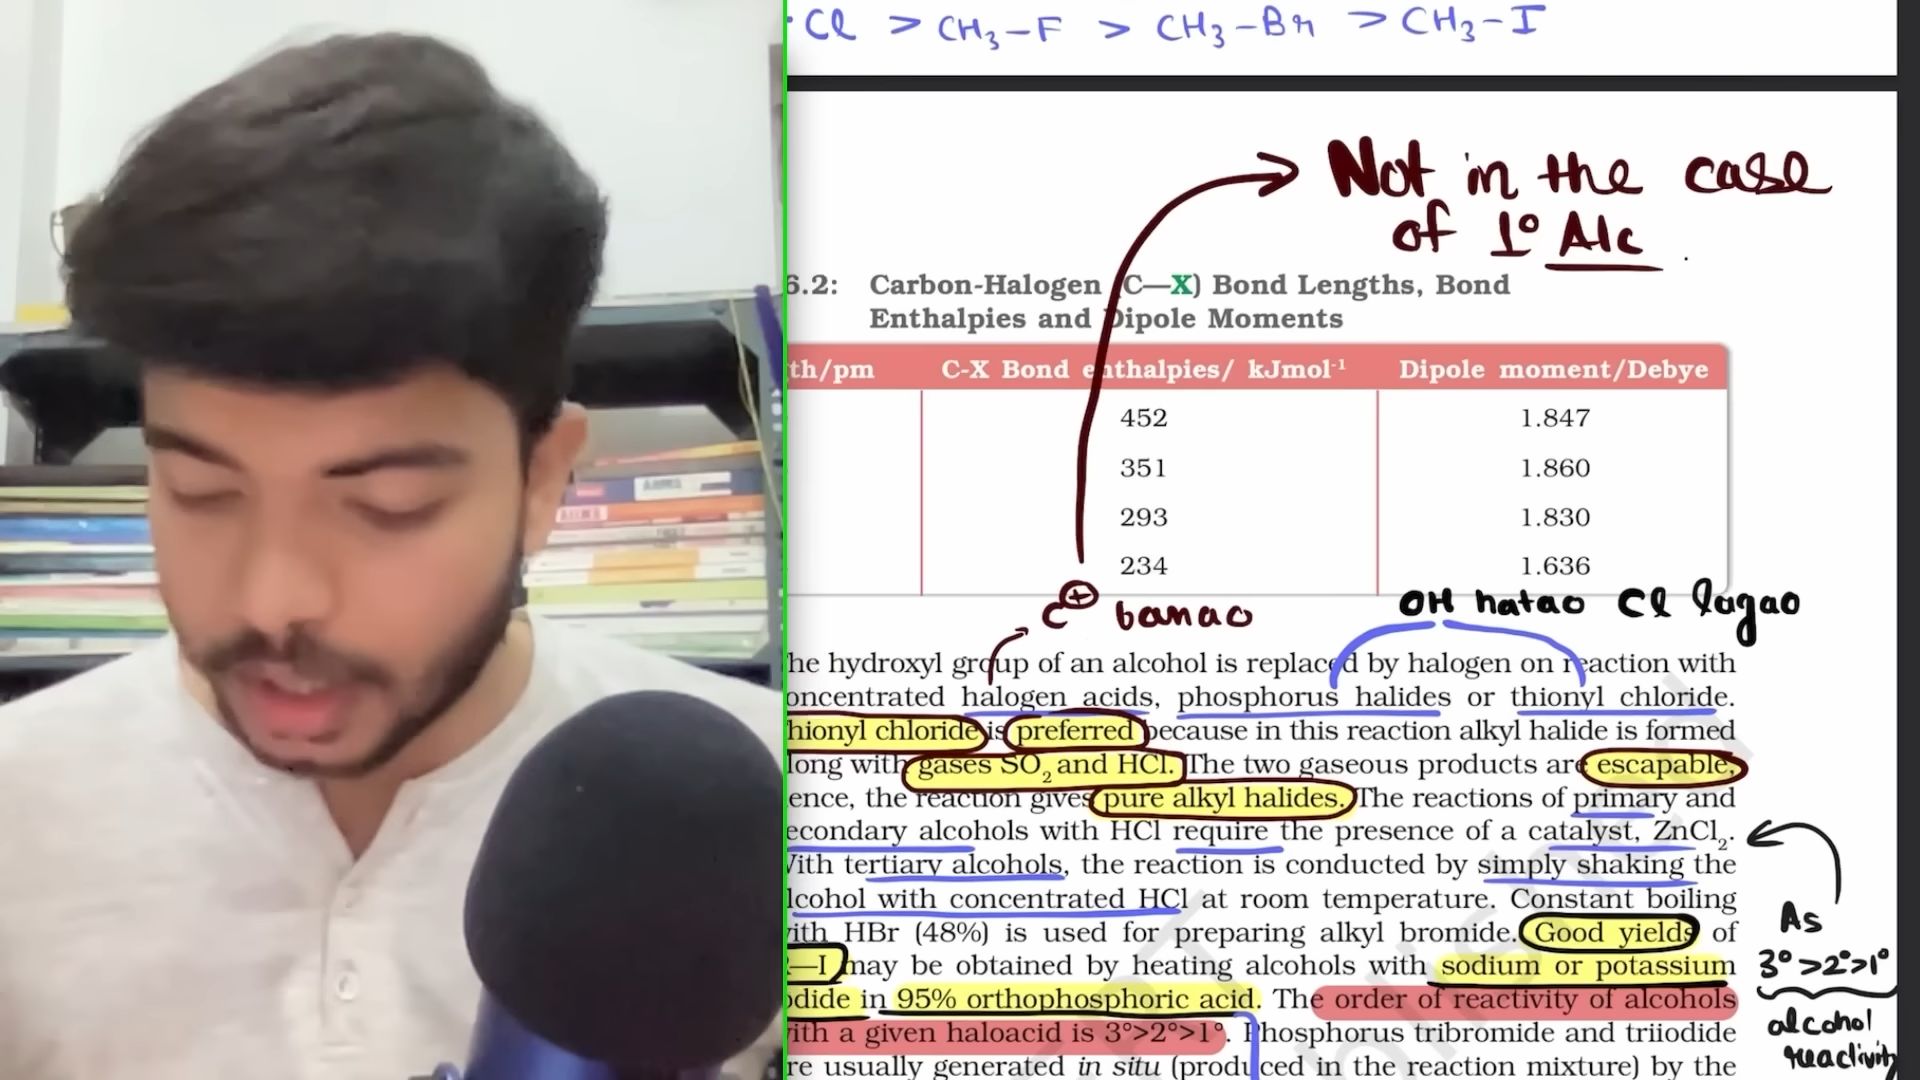 Cl > CH3-F > CH3-Br > CH3-I
Not in the case
of 1° Alc
6.2: Carbon-Halogen (C—X) Bond Lengths, Bond
Enthalpies and Dipole Moments
th/pm C-X Bond enthalpies/ kJmol-1 Dipole moment/Debye
452 1.847
351 1.860
293 1.830
234 1.636
C+ banao OH hatao Cl lagao
he hydroxyl group of an alcohol is replaced by halogen on reaction with
oncentrated halogen acids, phosphorus halides or thionyl chloride.
hionyl chloride is preferred because in this reaction alkyl halide is formed
long with gases SO2 and HCl. The two gaseous products are escapable,
ence, the reaction gives pure alkyl halides. The reactions of primary and
econdary alcohols with HCl require the presence of a catalyst, ZnCl2.
With tertiary alcohols, the reaction is conducted by simply shaking the
lcohol with concentrated HCl at room temperature. Constant boiling
with HBr (48%) is used for preparing alkyl bromide. Good yields of
—I may be obtained by heating alcohols with sodium or potassium
odide in 95% orthophosphoric acid. The order of reactivity of alcohols
with a given haloacid is 3°>2°>1°. Phosphorus tribromide and triiodide
re usually generated in situ (produced in the reaction mixture) by the
As
3°>2°>1°
alcohol
reactivity